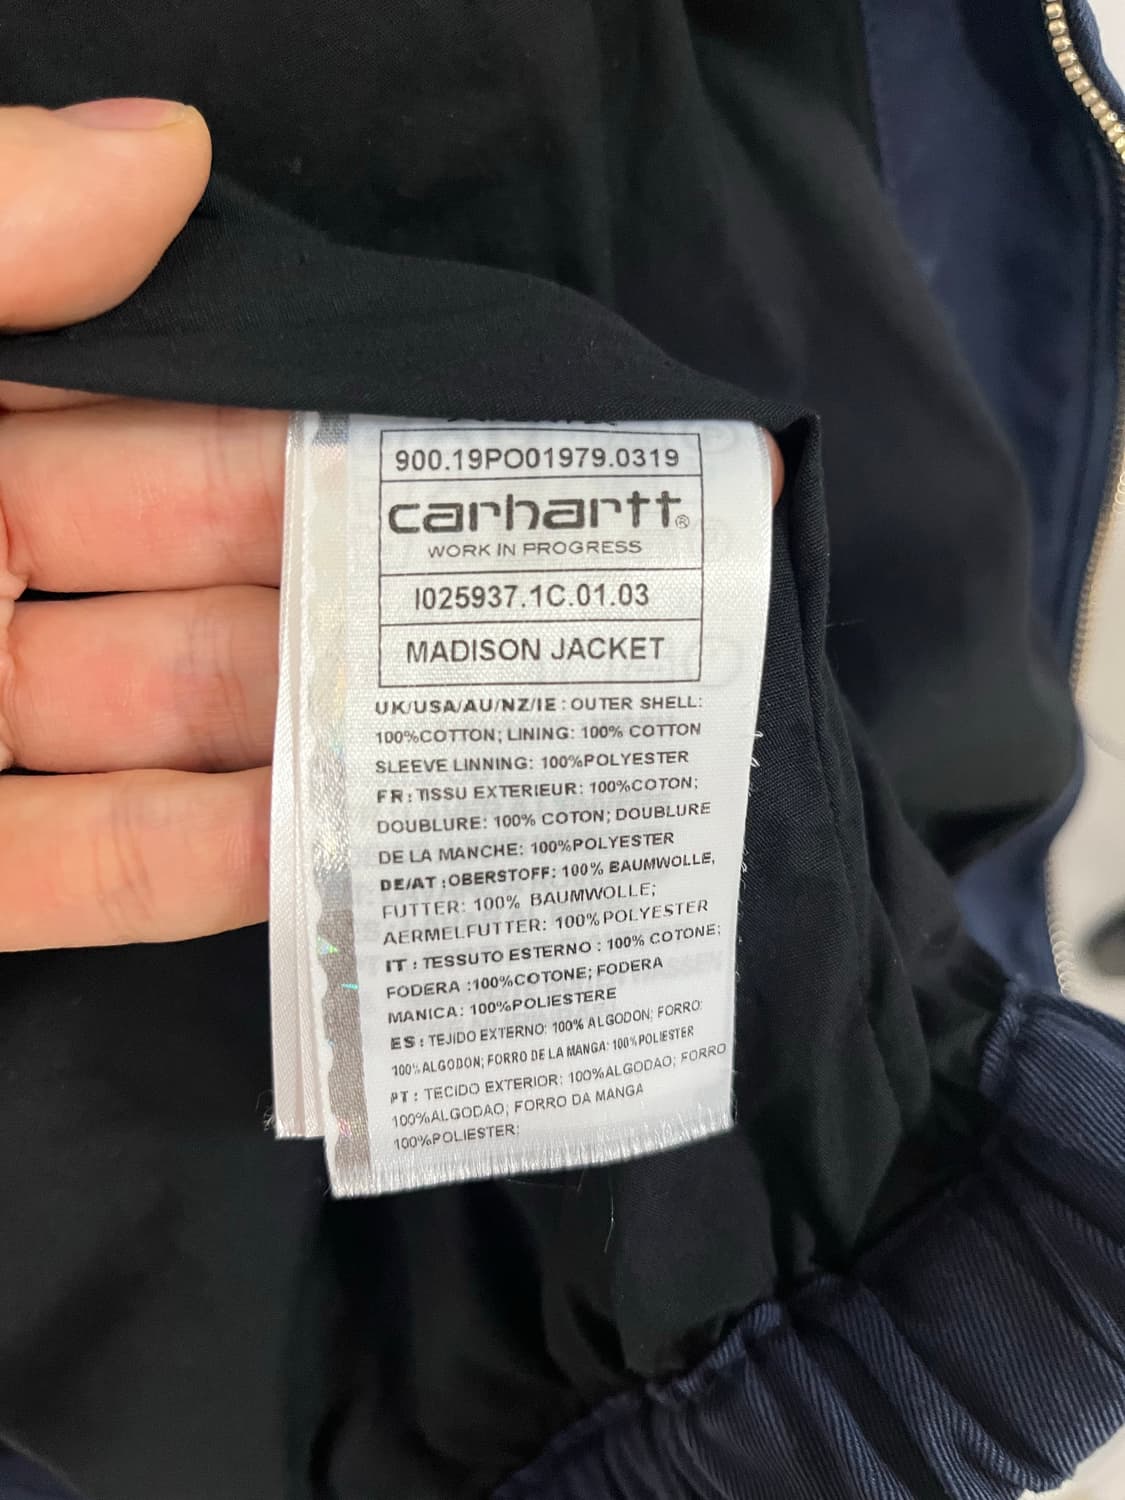 900.19PO01979.0319
carhartt®
WORK IN PROGRESS
I025937.1C.01.03
MADISON JACKET
UK/USA/AU/NZ/IE : OUTER SHELL:
100%COTTON; LINING: 100% COTTON
SLEEVE LINNING: 100%POLYESTER
FR : TISSU EXTERIEUR: 100%COTON;
DOUBLURE: 100% COTON; DOUBLURE
DE LA MANCHE: 100%POLYESTER
DE/AT :OBERSTOFF: 100% BAUMWOLLE,
FUTTER: 100% BAUMWOLLE;
AERMELFUTTER: 100%POLYESTER
IT : TESSUTO ESTERNO : 100% COTONE;
FODERA :100%COTONE; FODERA
MANICA: 100%POLIESTERE
ES : TEJIDO EXTERNO: 100% ALGODON; FORRO:
100%ALGODON; FORRO DE LA MANGA: 100%POLIESTER
PT : TECIDO EXTERIOR: 100%ALGODAO; FORRO
100%ALGODAO; FORRO DA MANGA
100%POLIESTER: